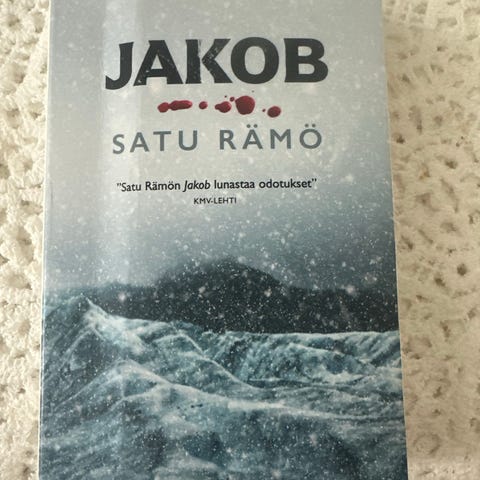 JAKOB
SATU RÄMÖ
"Satu Rämön Jakob lunastaa odotukset"
KMV-LEHTI